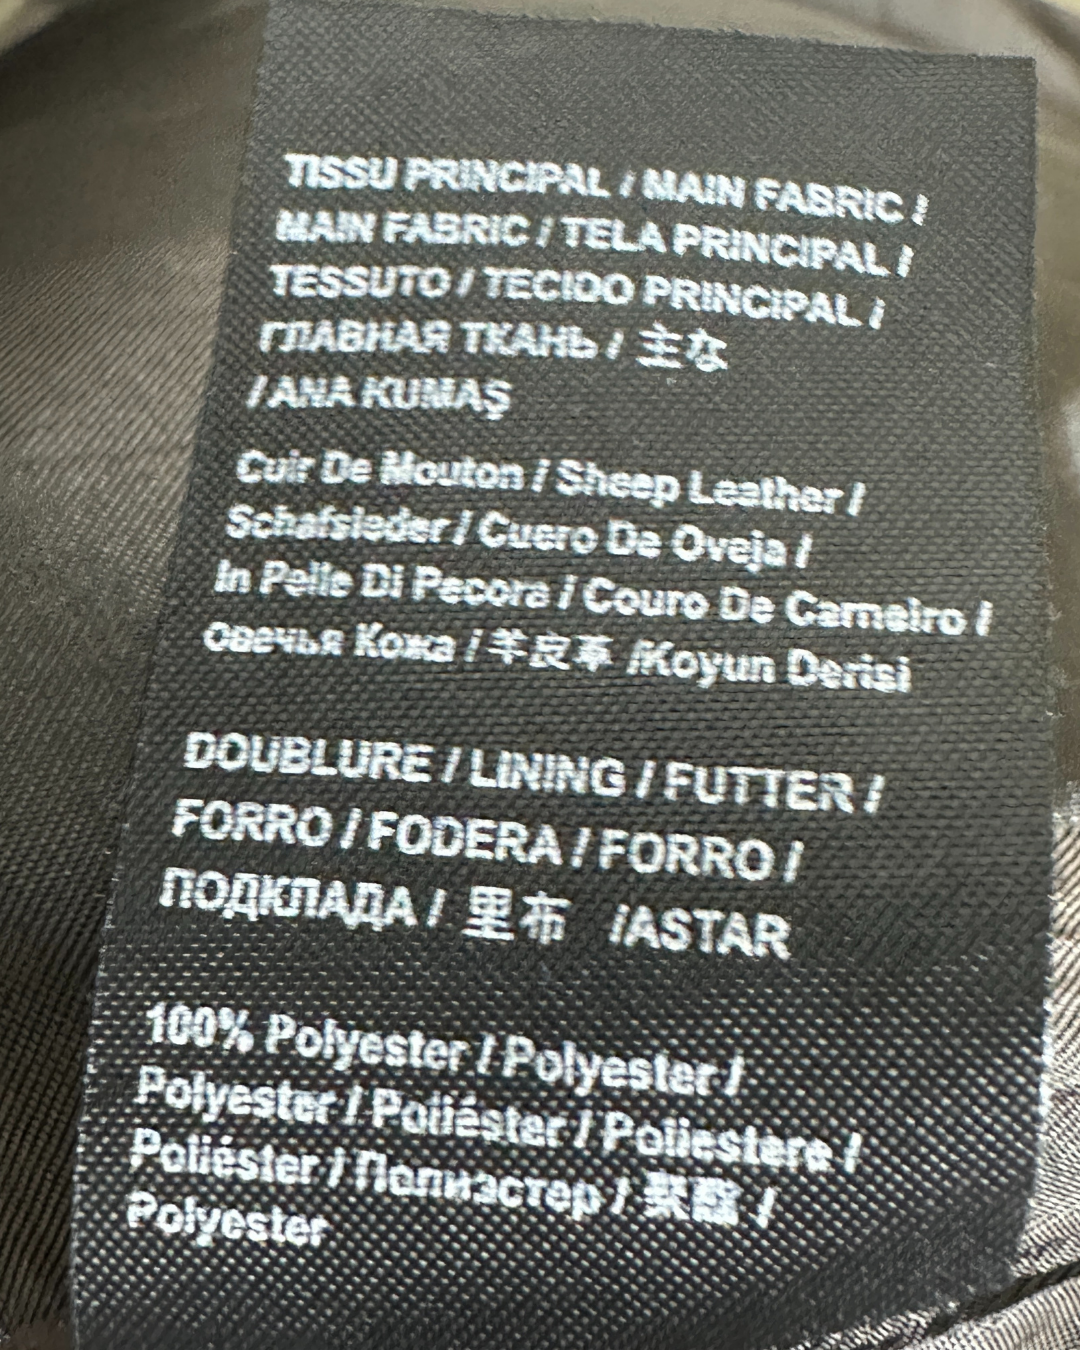 TISSU PRINCIPAL / MAIN FABRIC /
MAIN FABRIC / TELA PRINCIPAL /
TESSUTO / TECIDO PRINCIPAL /
ГЛАВНАЯ ТКАНЬ / 主な
/ ANA KUMAŞ
Cuir De Mouton / Sheep Leather /
Schafsleder / Cuero De Oveja /
In Pelle Di Pecora / Couro De Carneiro /
овечья Кожа / 羊皮革 /Koyun Derisi
DOUBLURE / LINING / FUTTER /
FORRO / FODERA / FORRO /
ПОДКЛАДА / 里布 /ASTAR
100% Polyester / Polyester /
Polyester / Poliéster / Poliestere /
Poliéster / Полиэстер / 聚酯 /
Polyester